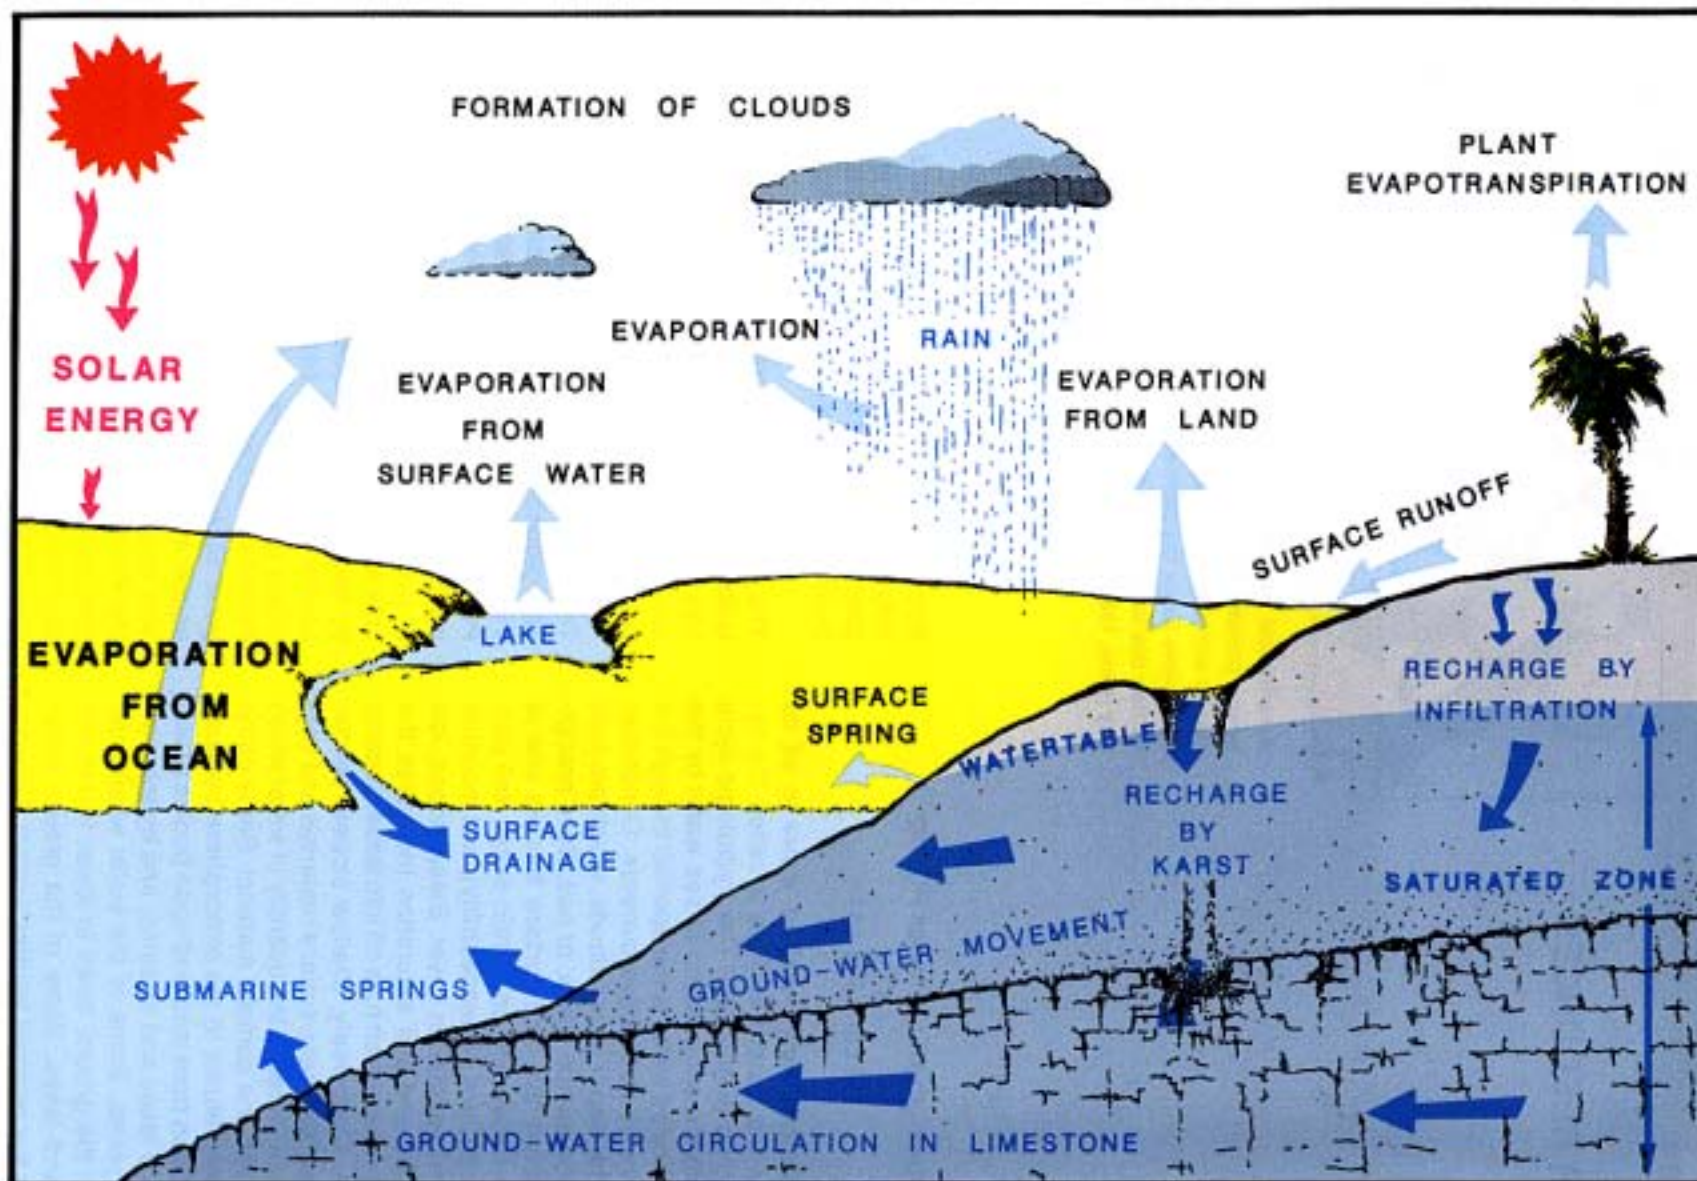 FORMATION OF CLOUDS
PLANT
EVAPOTRANSPIRATION
SOLAR
ENERGY
EVAPORATION
RAIN
EVAPORATION
FROM
SURFACE WATER
EVAPORATION
FROM LAND
SURFACE RUNOFF
LAKE
EVAPORATION
FROM
OCEAN
SURFACE
SPRING
RECHARGE BY
INFILTRATION
WATERTABLE
RECHARGE
BY
KARST
SURFACE
DRAINAGE
SATURATED ZONE
GROUND-WATER MOVEMENT
SUBMARINE SPRINGS
GROUND-WATER CIRCULATION IN LIMESTONE